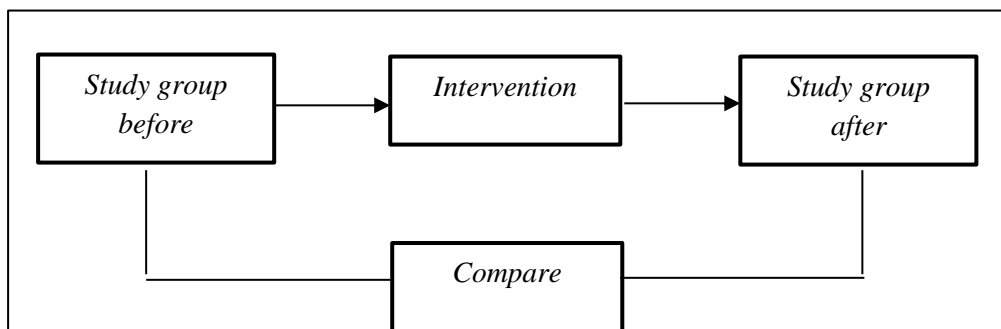 Study group
before
Intervention
Study group
after
Compare